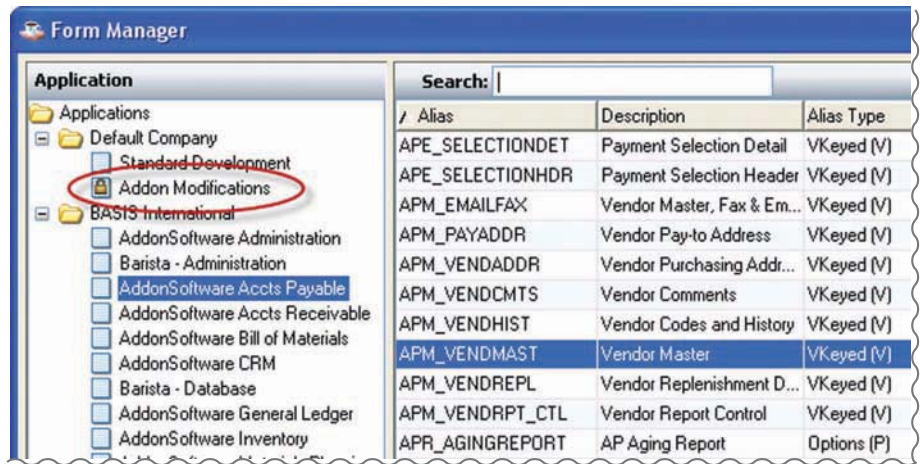 Form Manager
Application
Applications
Default Company
Standard Development
Addon Modifications
BASIS International
AddonSoftware Administration
Barista - Administration
AddonSoftware Accts Payable
AddonSoftware Accts Receivable
AddonSoftware Bill of Materials
AddonSoftware CRM
Barista - Database
AddonSoftware General Ledger
AddonSoftware Inventory
Search:
/ Alias Description Alias Type
APE_SELECTIONDET Payment Selection Detail VKeyed (V)
APE_SELECTIONHDR Payment Selection Header VKeyed (V)
APM_EMAILFAX Vendor Master, Fax & Em... VKeyed (V)
APM_PAYADDR Vendor Pay-to Address VKeyed (V)
APM_VENDADDR Vendor Purchasing Addr... VKeyed (V)
APM_VENDCMTS Vendor Comments VKeyed (V)
APM_VENDHIST Vendor Codes and History VKeyed (V)
APM_VENDMAST Vendor Master VKeyed (V)
APM_VENDREPL Vendor Replenishment D... VKeyed (V)
APM_VENDRPT_CTL Vendor Report Control VKeyed (V)
APR_AGINGREPORT AP Aging Report Options (P)